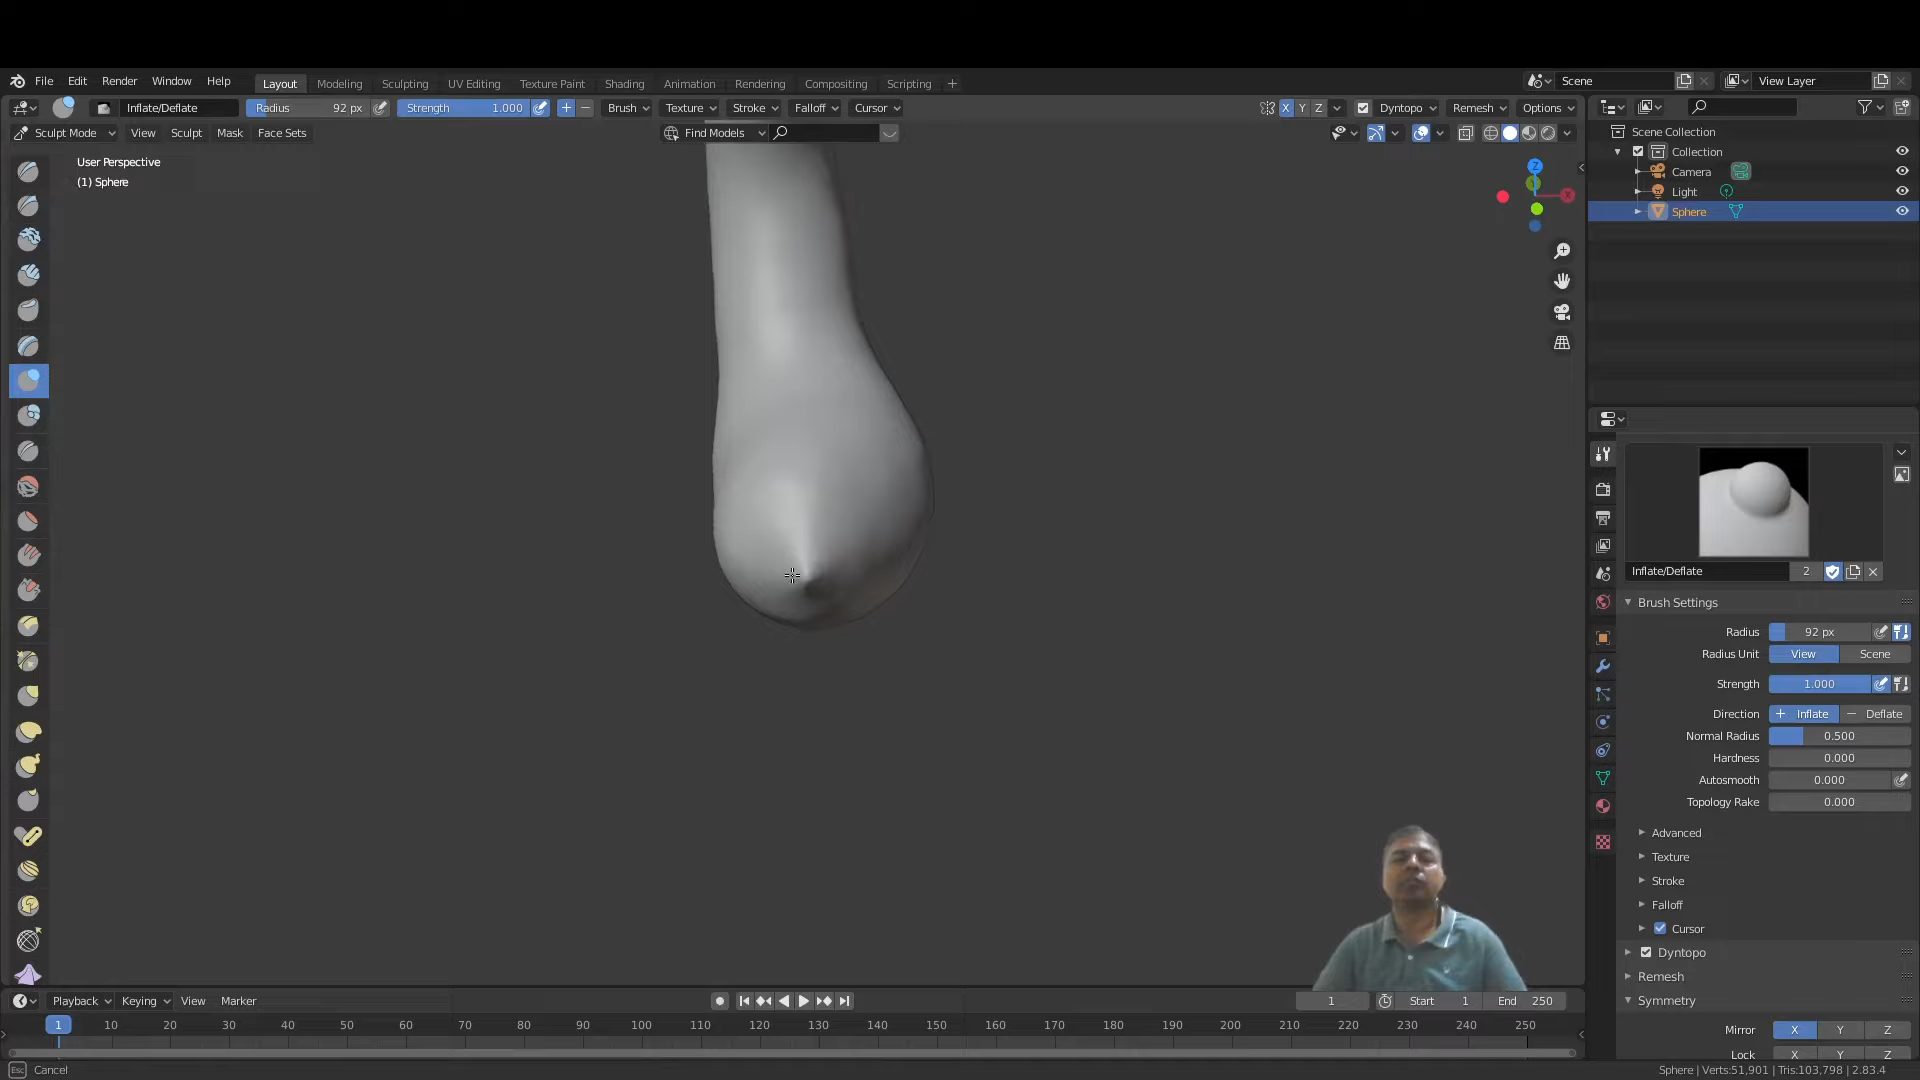 File Edit Render Window Help Layout Modeling Sculpting UV Editing Texture Paint Shading Animation Rendering Compositing Scripting + Scene View Layer
Inflate/Deflate Radius 92 px Strength 1.000 + − Brush Texture Stroke Falloff Cursor X Y Z Dyntopo Remesh Options
Sculpt Mode View Sculpt Mask Face Sets Find Models
User Perspective
(1) Sphere
Z
Scene Collection
Collection
Camera
Light
Sphere
Inflate/Deflate 2
Brush Settings
Radius 92 px
Radius Unit View Scene
Strength 1.000
Direction + Inflate − Deflate
Normal Radius 0.500
Hardness 0.000
Autosmooth 0.000
Topology Rake 0.000
Advanced
Texture
Stroke
Falloff
Cursor
Dyntopo
Remesh
Symmetry
Mirror X Y Z
Lock X Y Z
Playback Keying View Marker 1 Start 1 End 250
1 10 20 30 40 50 60 70 80 90 100 110 120 130 140 150 160 170 180 190 200 210 220 230 240 250
Esc Cancel
Sphere | Verts:51,901 | Tris:103,798 | 2.83.4